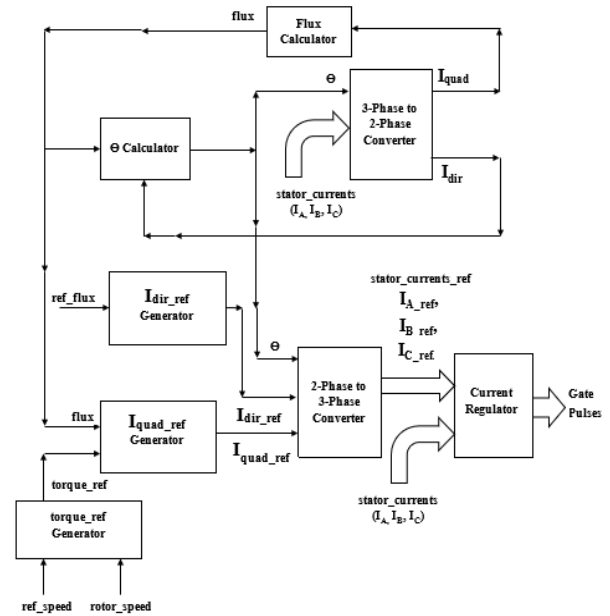 flux
Flux
Calculator
ϴ
I_quad
3-Phase to
2-Phase
Converter
ϴ Calculator
I_dir
stator_currents
(I_A, I_B, I_C)
stator_currents_ref
I_A_ref,
I_B_ref,
I_C_ref
ref_flux
I_dir_ref
Generator
ϴ
2-Phase to
3-Phase
Converter
Current
Regulator
Gate
Pulses
flux
I_quad_ref
Generator
I_dir_ref
I_quad_ref
torque_ref
stator_currents
(I_A, I_B, I_C)
torque_ref
Generator
ref_speed
rotor_speed